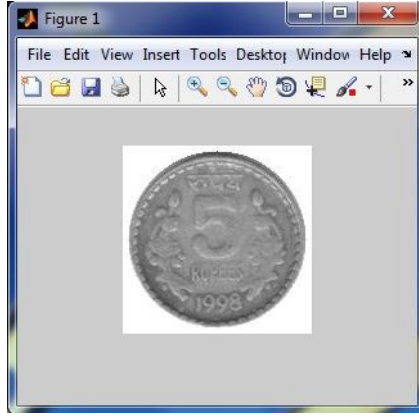 Figure 1
File Edit View Insert Tools Desktop Window Help
रूपये
5
RUPEES
1998